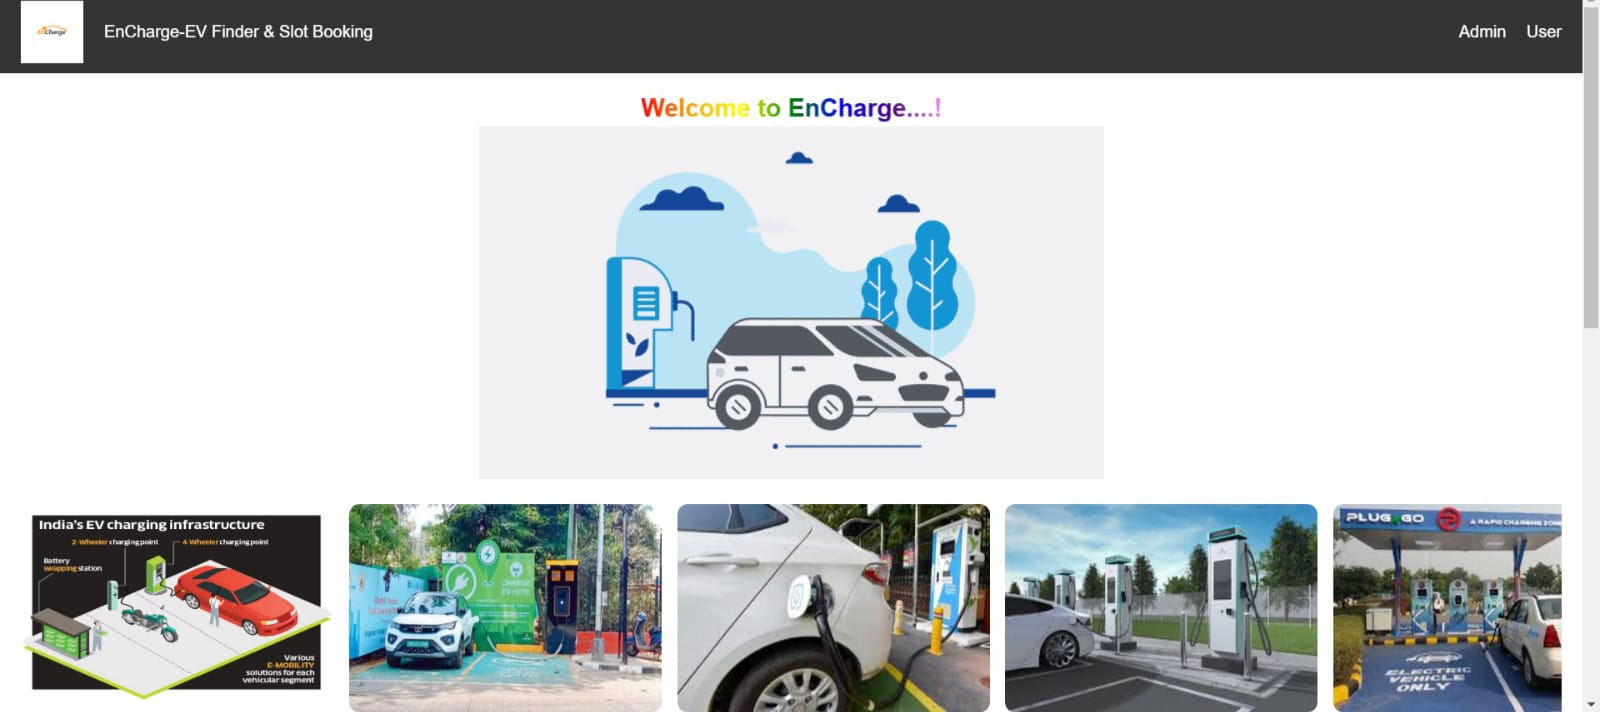 EnCharge
EnCharge-EV Finder & Slot Booking
Admin
User
Welcome to EnCharge....!
India's EV charging infrastructure
2-Wheeler charging point
4-Wheeler charging point
Battery
swapping station
Various
E-MOBILITY
solutions for each
vehicular segment
CHARGE
EV HERE
PLUG GO
A RAPID CHARGING ZONE
ELECTRIC
VEHICLE
ONLY